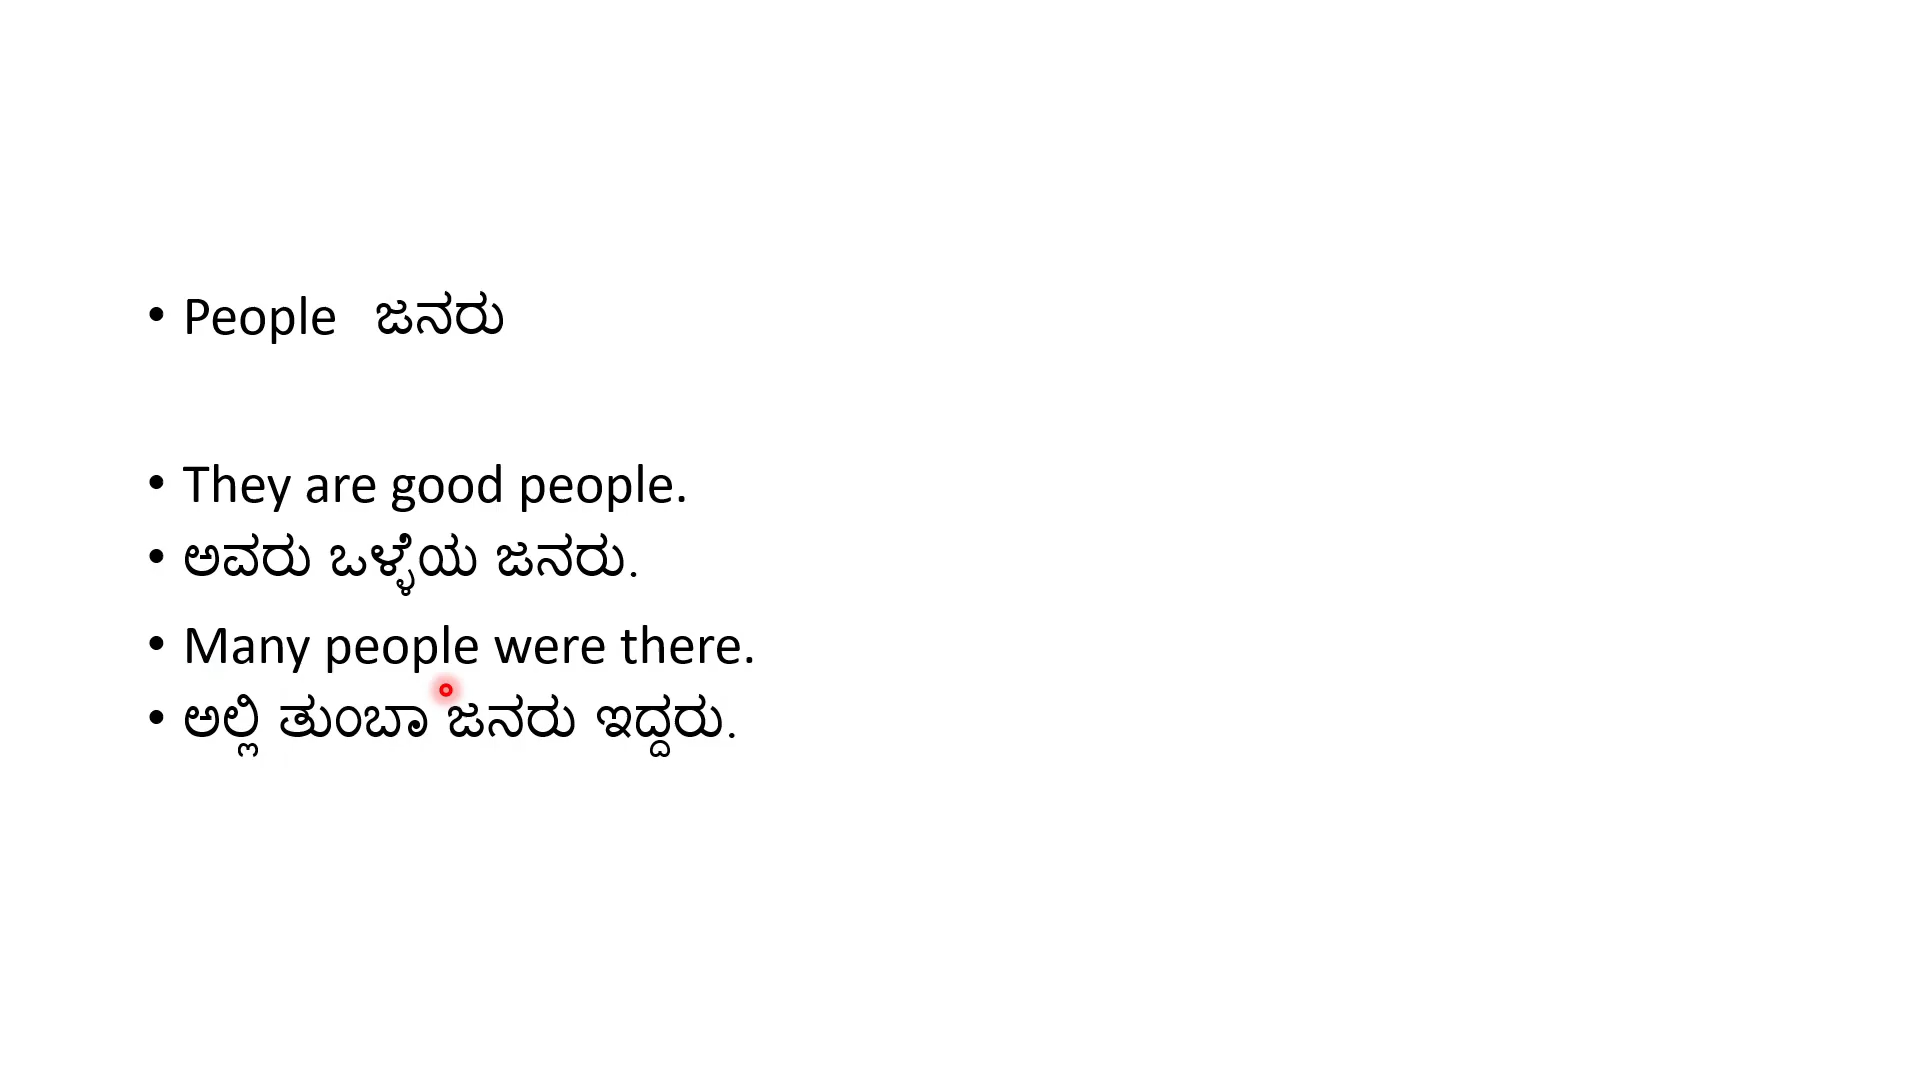 • People ಜನರು
• They are good people.
• ಅವರು ಒಳ್ಳೆಯ ಜನರು.
• Many people were there.
• ಅಲ್ಲಿ ತುಂಬಾ ಜನರು ಇದ್ದರು.